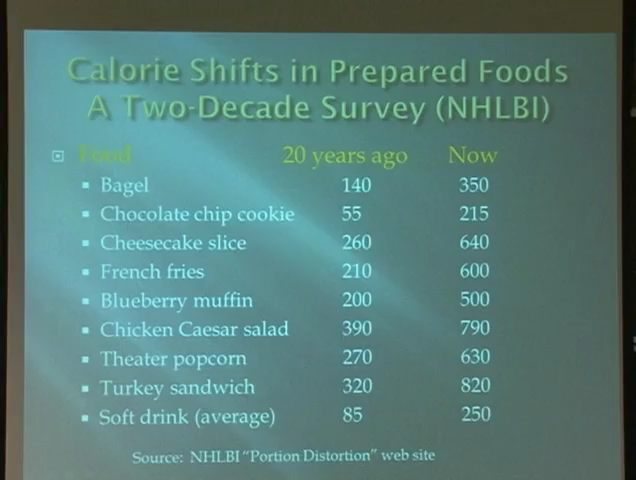 Calorie Shifts in Prepared Foods
A Two-Decade Survey (NHLBI)
Food 20 years ago Now
Bagel 140 350
Chocolate chip cookie 55 215
Cheesecake slice 260 640
French fries 210 600
Blueberry muffin 200 500
Chicken Caesar salad 390 790
Theater popcorn 270 630
Turkey sandwich 320 820
Soft drink (average) 85 250
Source: NHLBI "Portion Distortion" web site